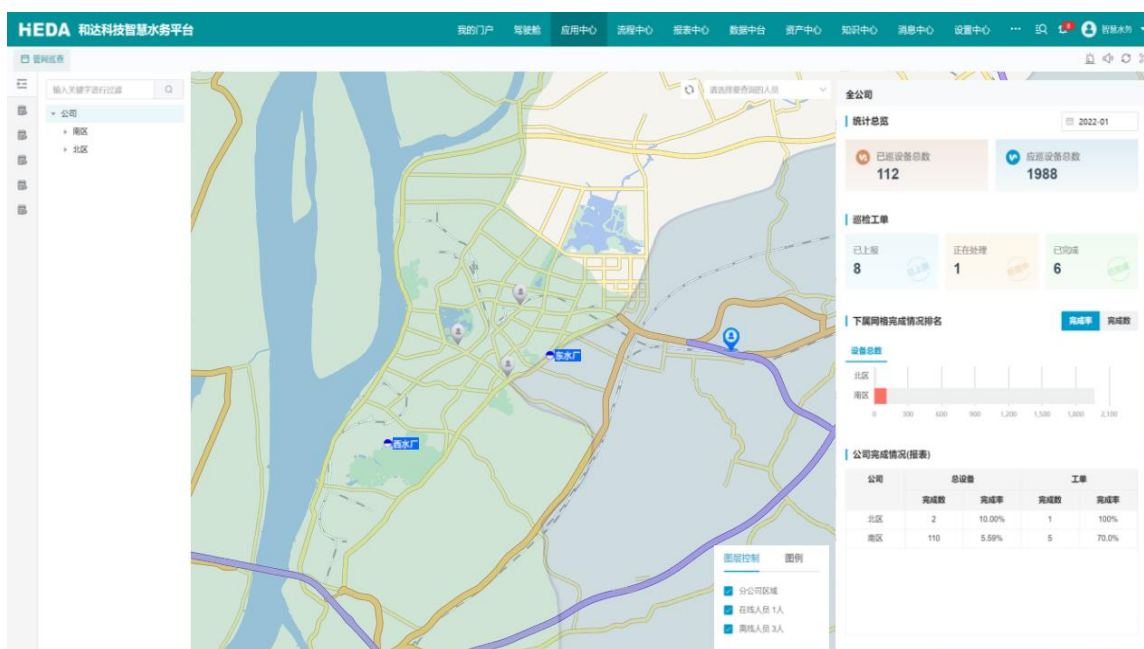 HEDA 和达科技智慧水务平台
我的门户 驾驶舱 应用中心 流程中心 报表中心 数据中台 资产中心 知识中心 消息中心 设置中心 ... 智慧水务
管网巡查
输入关键字进行过滤
公司
南区
北区
请选择要查询的人员
东水厂
西水厂
图层控制 图例
分公司区域
在线人员 1人
离线人员 3人
全公司
统计总览 2022-01
已巡设备总数 应巡设备总数
112 1988
巡检工单
已上报 正在处理 已完成
8 1 6
下属网格完成情况排名 完成率 完成数
设备总数
北区
南区
0 300 600 900 1,200 1,500 1,800 2,100
公司完成情况(报表)
公司 总设备 工单
完成数 完成率 完成数 完成率
北区 2 10.00% 1 100%
南区 110 5.59% 5 70.0%